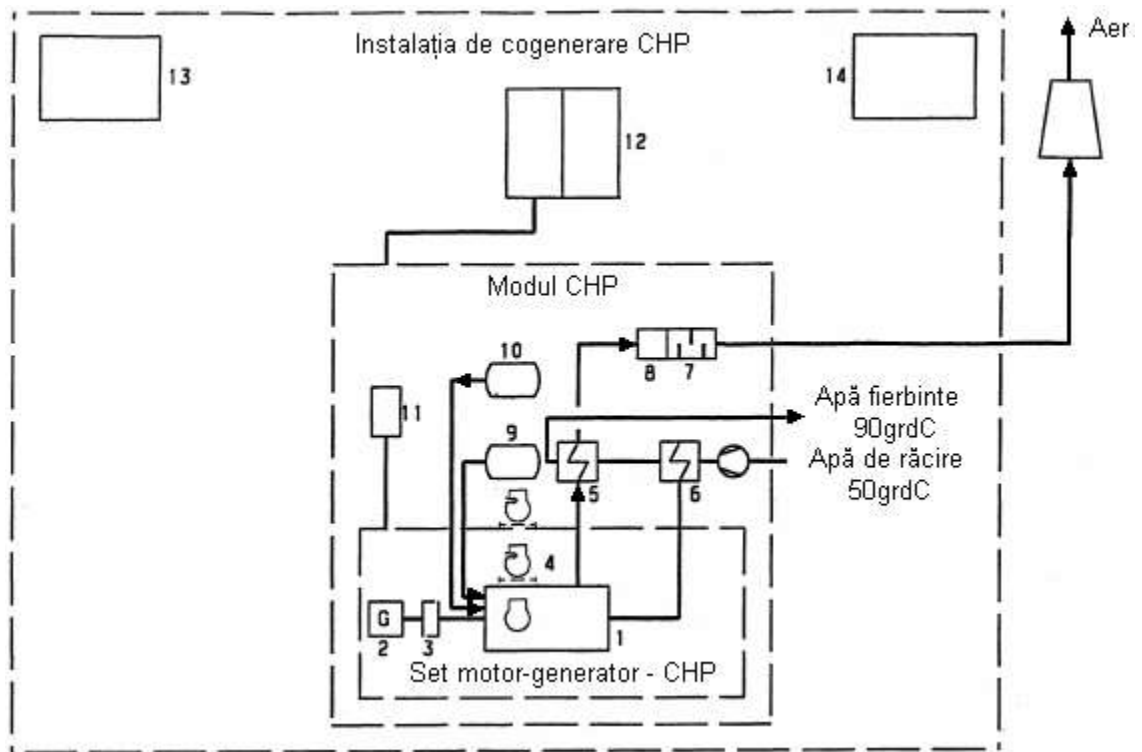 Instalația de cogenerare CHP
Aer
13
14
12
Modul CHP
10
8 7
Apă fierbinte
90grdC
11
9
Apă de răcire
50grdC
5
6
4
G
2
3
1
Set motor-generator - CHP